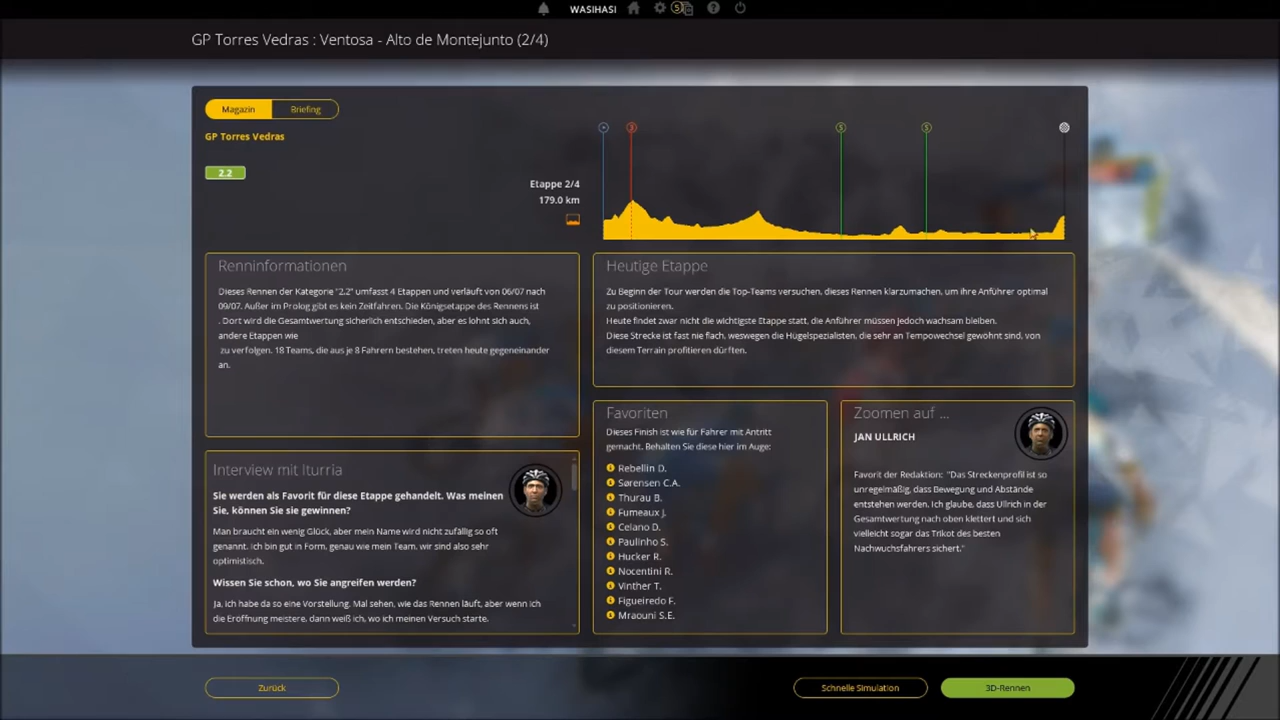 WASIHASI
GP Torres Vedras : Ventosa - Alto de Montejunto (2/4)
Magazin
Briefing
GP Torres Vedras
2.2
Etappe 2/4
179.0 km
3
S
S
Renninformationen
Dieses Rennen der Kategorie "2.2" umfasst 4 Etappen und verläuft von 06/07 nach
09/07. Außer im Prolog gibt es kein Zeitfahren. Die Königsetappe des Rennens ist
. Dort wird die Gesamtwertung sicherlich entschieden, aber es lohnt sich auch,
andere Etappen wie
zu verfolgen. 18 Teams, die aus je 8 Fahrern bestehen, treten heute gegeneinander
an.
Heutige Etappe
Zu Beginn der Tour werden die Top-Teams versuchen, dieses Rennen klarzumachen, um ihre Anführer optimal
zu positionieren.
Heute findet zwar nicht die wichtigste Etappe statt, die Anführer müssen jedoch wachsam bleiben.
Diese Strecke ist fast nie flach, weswegen die Hügelspezialisten, die sehr an Tempowechsel gewohnt sind, von
diesem Terrain profitieren dürften.
Interview mit Iturria
Sie werden als Favorit für diese Etappe gehandelt. Was meinen
Sie, können Sie sie gewinnen?
Man braucht ein wenig Glück, aber mein Name wird nicht zufällig so oft
genannt. Ich bin gut in Form, genau wie mein Team. wir sind also sehr
optimistisch.
Wissen Sie schon, wo Sie angreifen werden?
Ja, ich habe da so eine Vorstellung. Mal sehen, wie das Rennen läuft, aber wenn ich
die Eröffnung meistere, dann weiß ich, wo ich meinen Versuch starte.
Favoriten
Dieses Finish ist wie für Fahrer mit Antritt
gemacht. Behalten Sie diese hier im Auge:
Rebellin D.
Sørensen C.A.
Thurau B.
Fumeaux J.
Celano D.
Paulinho S.
Hucker R.
Nocentini R.
Vinther T.
Figueiredo F.
Mraouni S.E.
Zoomen auf ...
JAN ULLRICH
Favorit der Redaktion: "Das Streckenprofil ist so
unregelmäßig, dass Bewegung und Abstände
entstehen werden. Ich glaube, dass Ullrich in der
Gesamtwertung nach oben klettert und sich
vielleicht sogar das Trikot des besten
Nachwuchsfahrers sichert."
Zurück
Schnelle Simulation
3D-Rennen